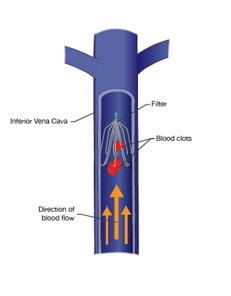 Filter
Inferior Vena Cava
Blood clots
Direction of
blood flow